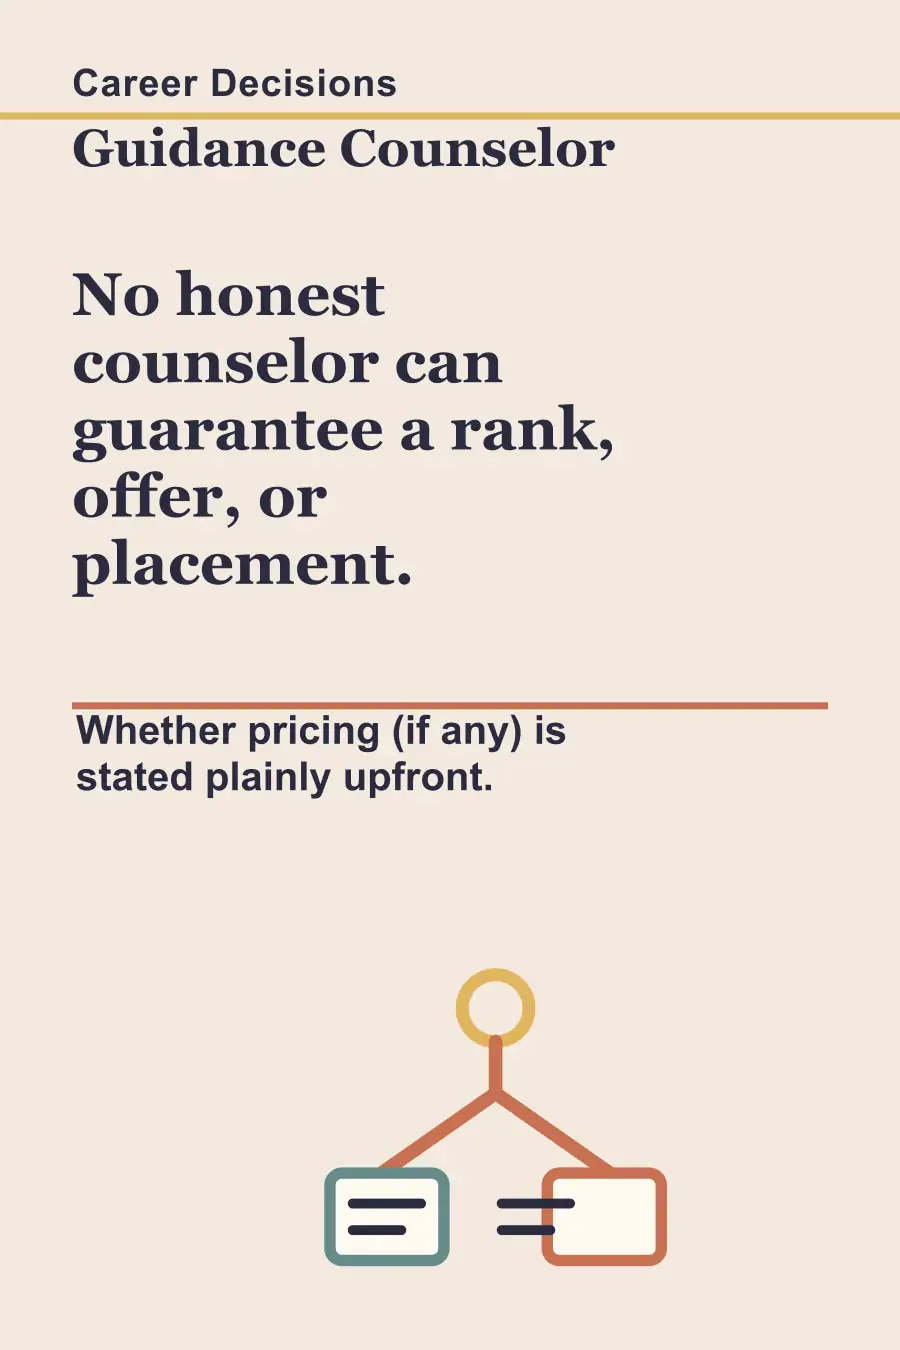 Career Decisions
Guidance Counselor
No honest
counselor can
guarantee a rank,
offer, or
placement.
Whether pricing (if any) is
stated plainly upfront.